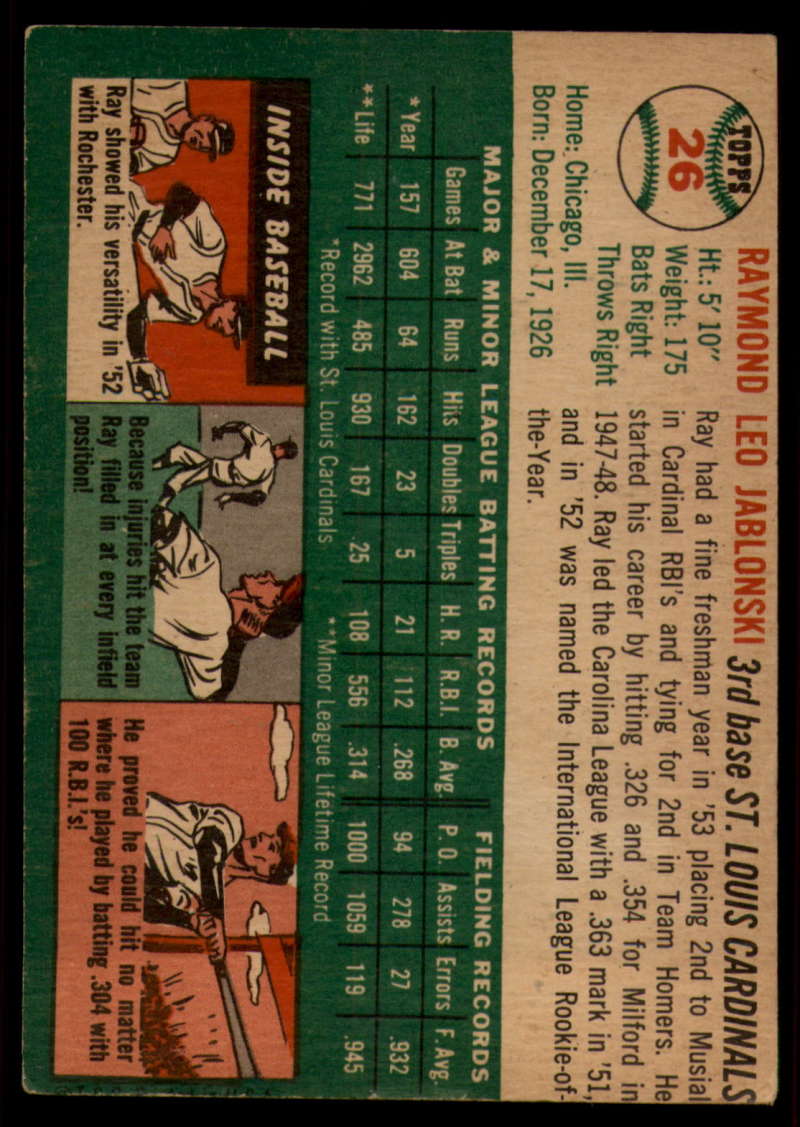 TOPPS
26
RAYMOND LEO JABLONSKI 3rd base ST. LOUIS CARDINALS
Ht.: 5' 10"
Weight: 175
Bats Right
Throws Right
Home: Chicago, Ill.
Born: December 17, 1926
Ray had a fine freshman year in '53 placing 2nd to Musial
in Cardinal RBI's and tying for 2nd in Team Homers. He
started his career by hitting .326 and .354 for Milford in
1947-48. Ray led the Carolina League with a .363 mark in '51,
and in '52 was named the International League Rookie-of-
the-Year.
MAJOR & MINOR LEAGUE BATTING RECORDS FIELDING RECORDS
Games At Bat Runs Hits Doubles Triples H. R. R.B.I. B. Avg. P. O. Assists Errors F. Avg.
*Year 157 604 64 162 23 5 21 112 .268 94 278 27 .932
**Life 771 2962 485 930 167 25 108 556 .314 1000 1059 119 .945
*Record with St. Louis Cardinals **Minor League Lifetime Record
INSIDE BASEBALL
Ray showed his versatility in '52
with Rochester.
Because injuries hit the team
Ray filled in at every infield
position!
He proved he could hit no matter
where he played by batting .304 with
100 R.B.I.'s!